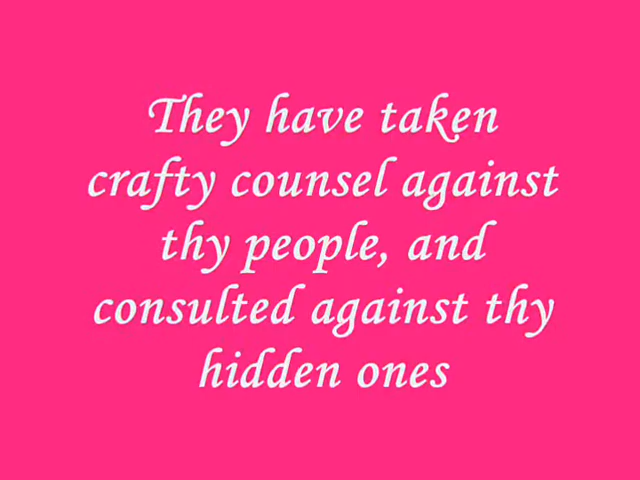 They have taken
crafty counsel against
thy people, and
consulted against thy
hidden ones